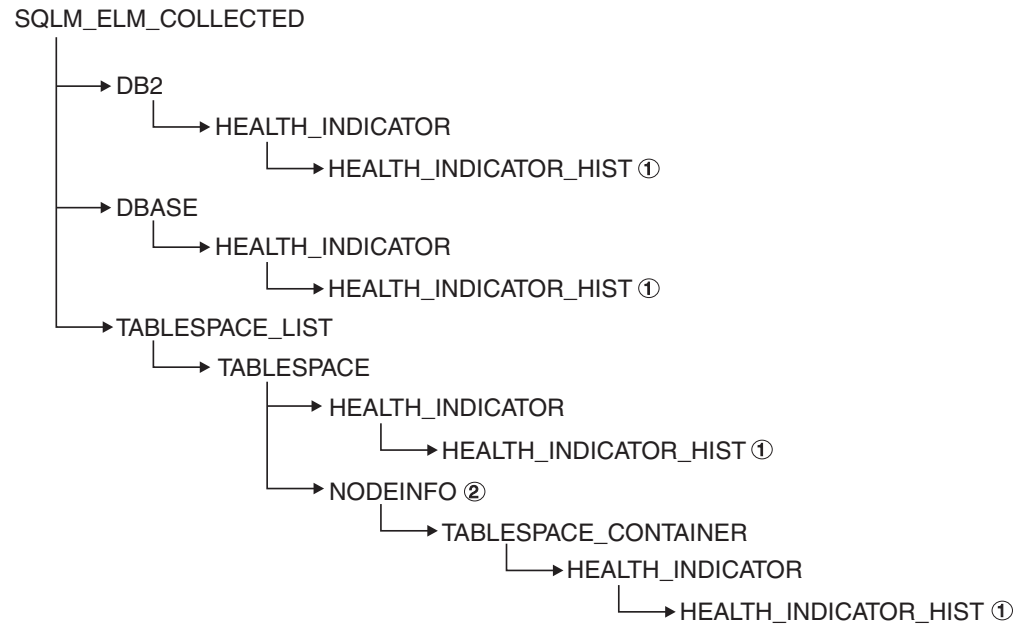 SQLM_ELM_COLLECTED
DB2
HEALTH_INDICATOR
HEALTH_INDICATOR_HIST ①
DBASE
HEALTH_INDICATOR
HEALTH_INDICATOR_HIST ①
TABLESPACE_LIST
TABLESPACE
HEALTH_INDICATOR
HEALTH_INDICATOR_HIST ①
NODEINFO ②
TABLESPACE_CONTAINER
HEALTH_INDICATOR
HEALTH_INDICATOR_HIST ①